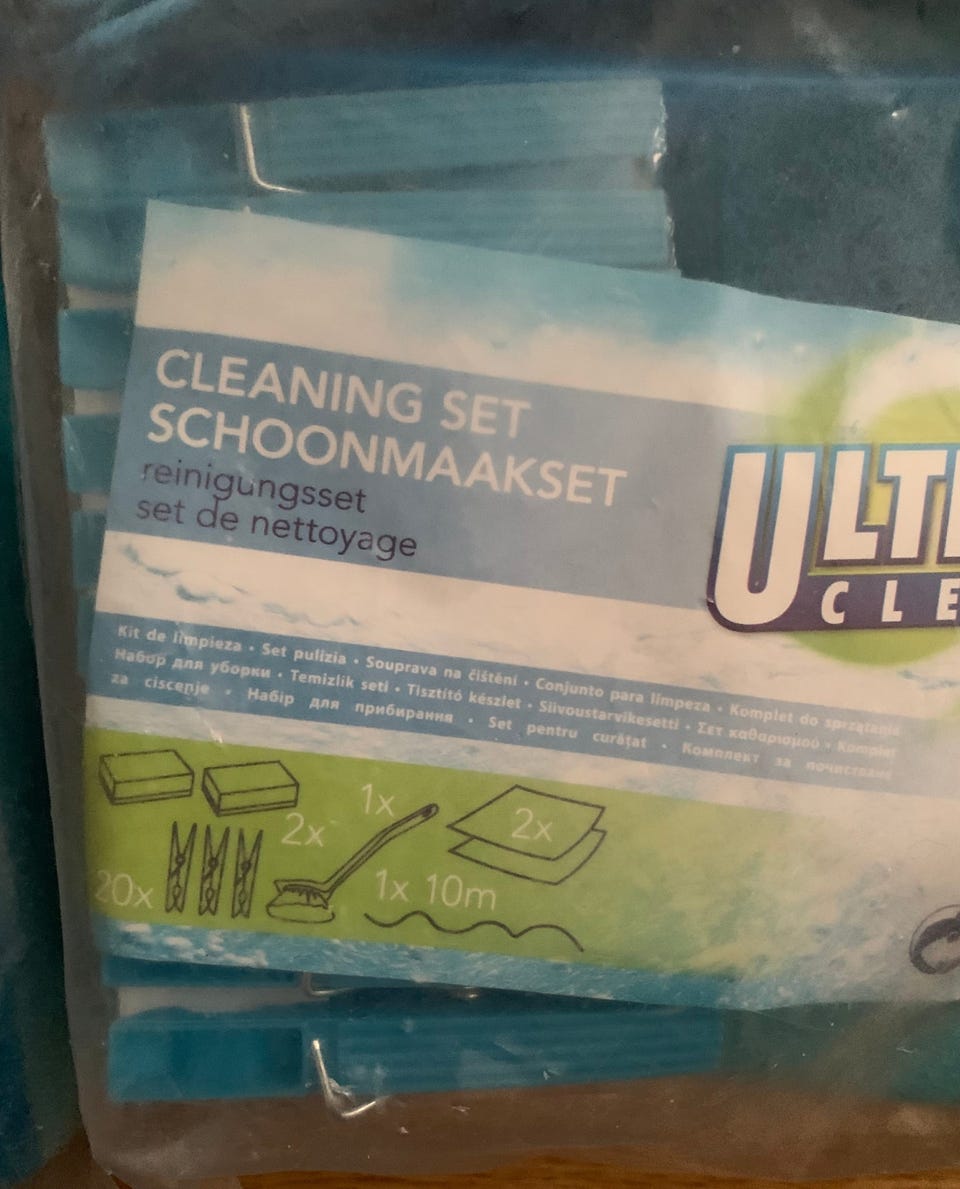 CLEANING SET
SCHOONMAAKSET
reinigungsset
set de nettoyage
ULT
CLE
Kit de limpieza • Set pulizia • Souprava na čištění • Conjunto para limpeza • Komplet do sprzątania
Набор для уборки • Temizlik seti • Tisztító készlet • Siivoustarvikesetti • Σετ καθαρισμού • Komplet
za ciscenje • Набір для прибирання • Set pentru curățat • Комплект за почистване
2x
1x
2x
20x
1x 10m